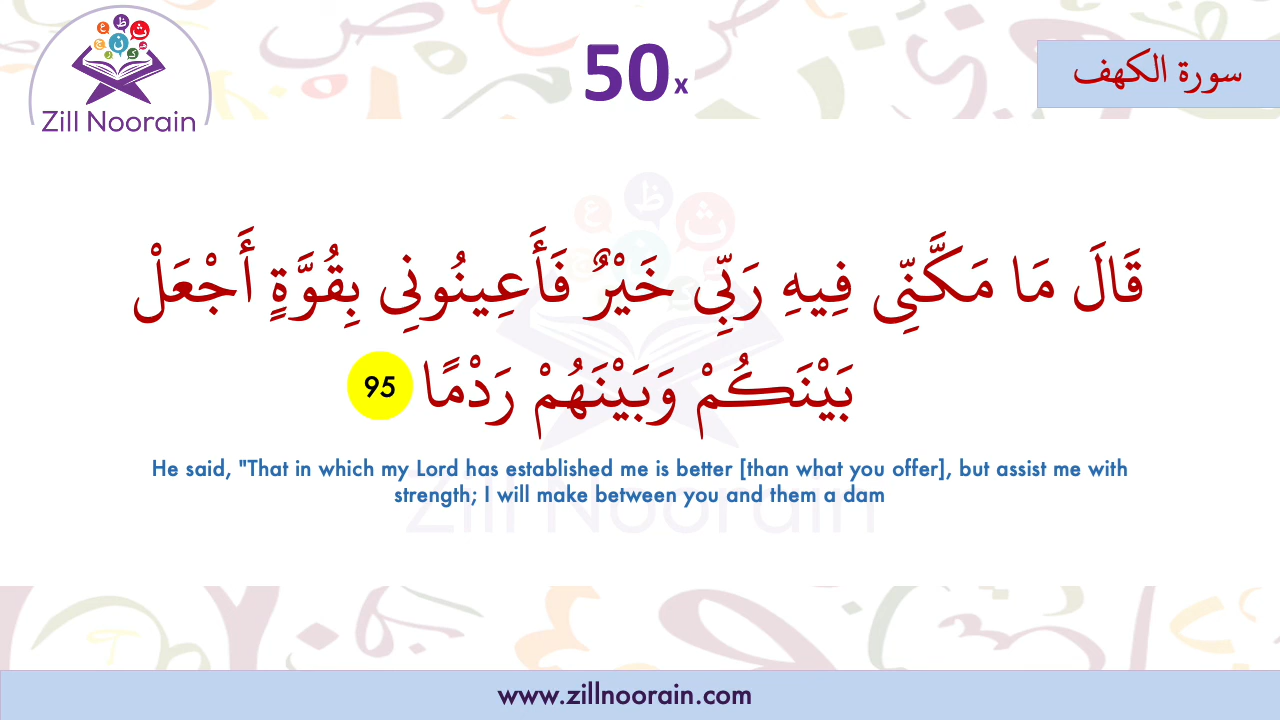 Zill Noorain
50x
سورة الكهف
قَالَ مَا مَكَّنِّى فِيهِ رَبِّى خَيْرٌ فَأَعِينُونِى بِقُوَّةٍ أَجْعَلْ
بَيْنَكُمْ وَبَيْنَهُمْ رَدْمًا 95
He said, "That in which my Lord has established me is better [than what you offer], but assist me with
strength; I will make between you and them a dam
Zill Noorain
www.zillnoorain.com